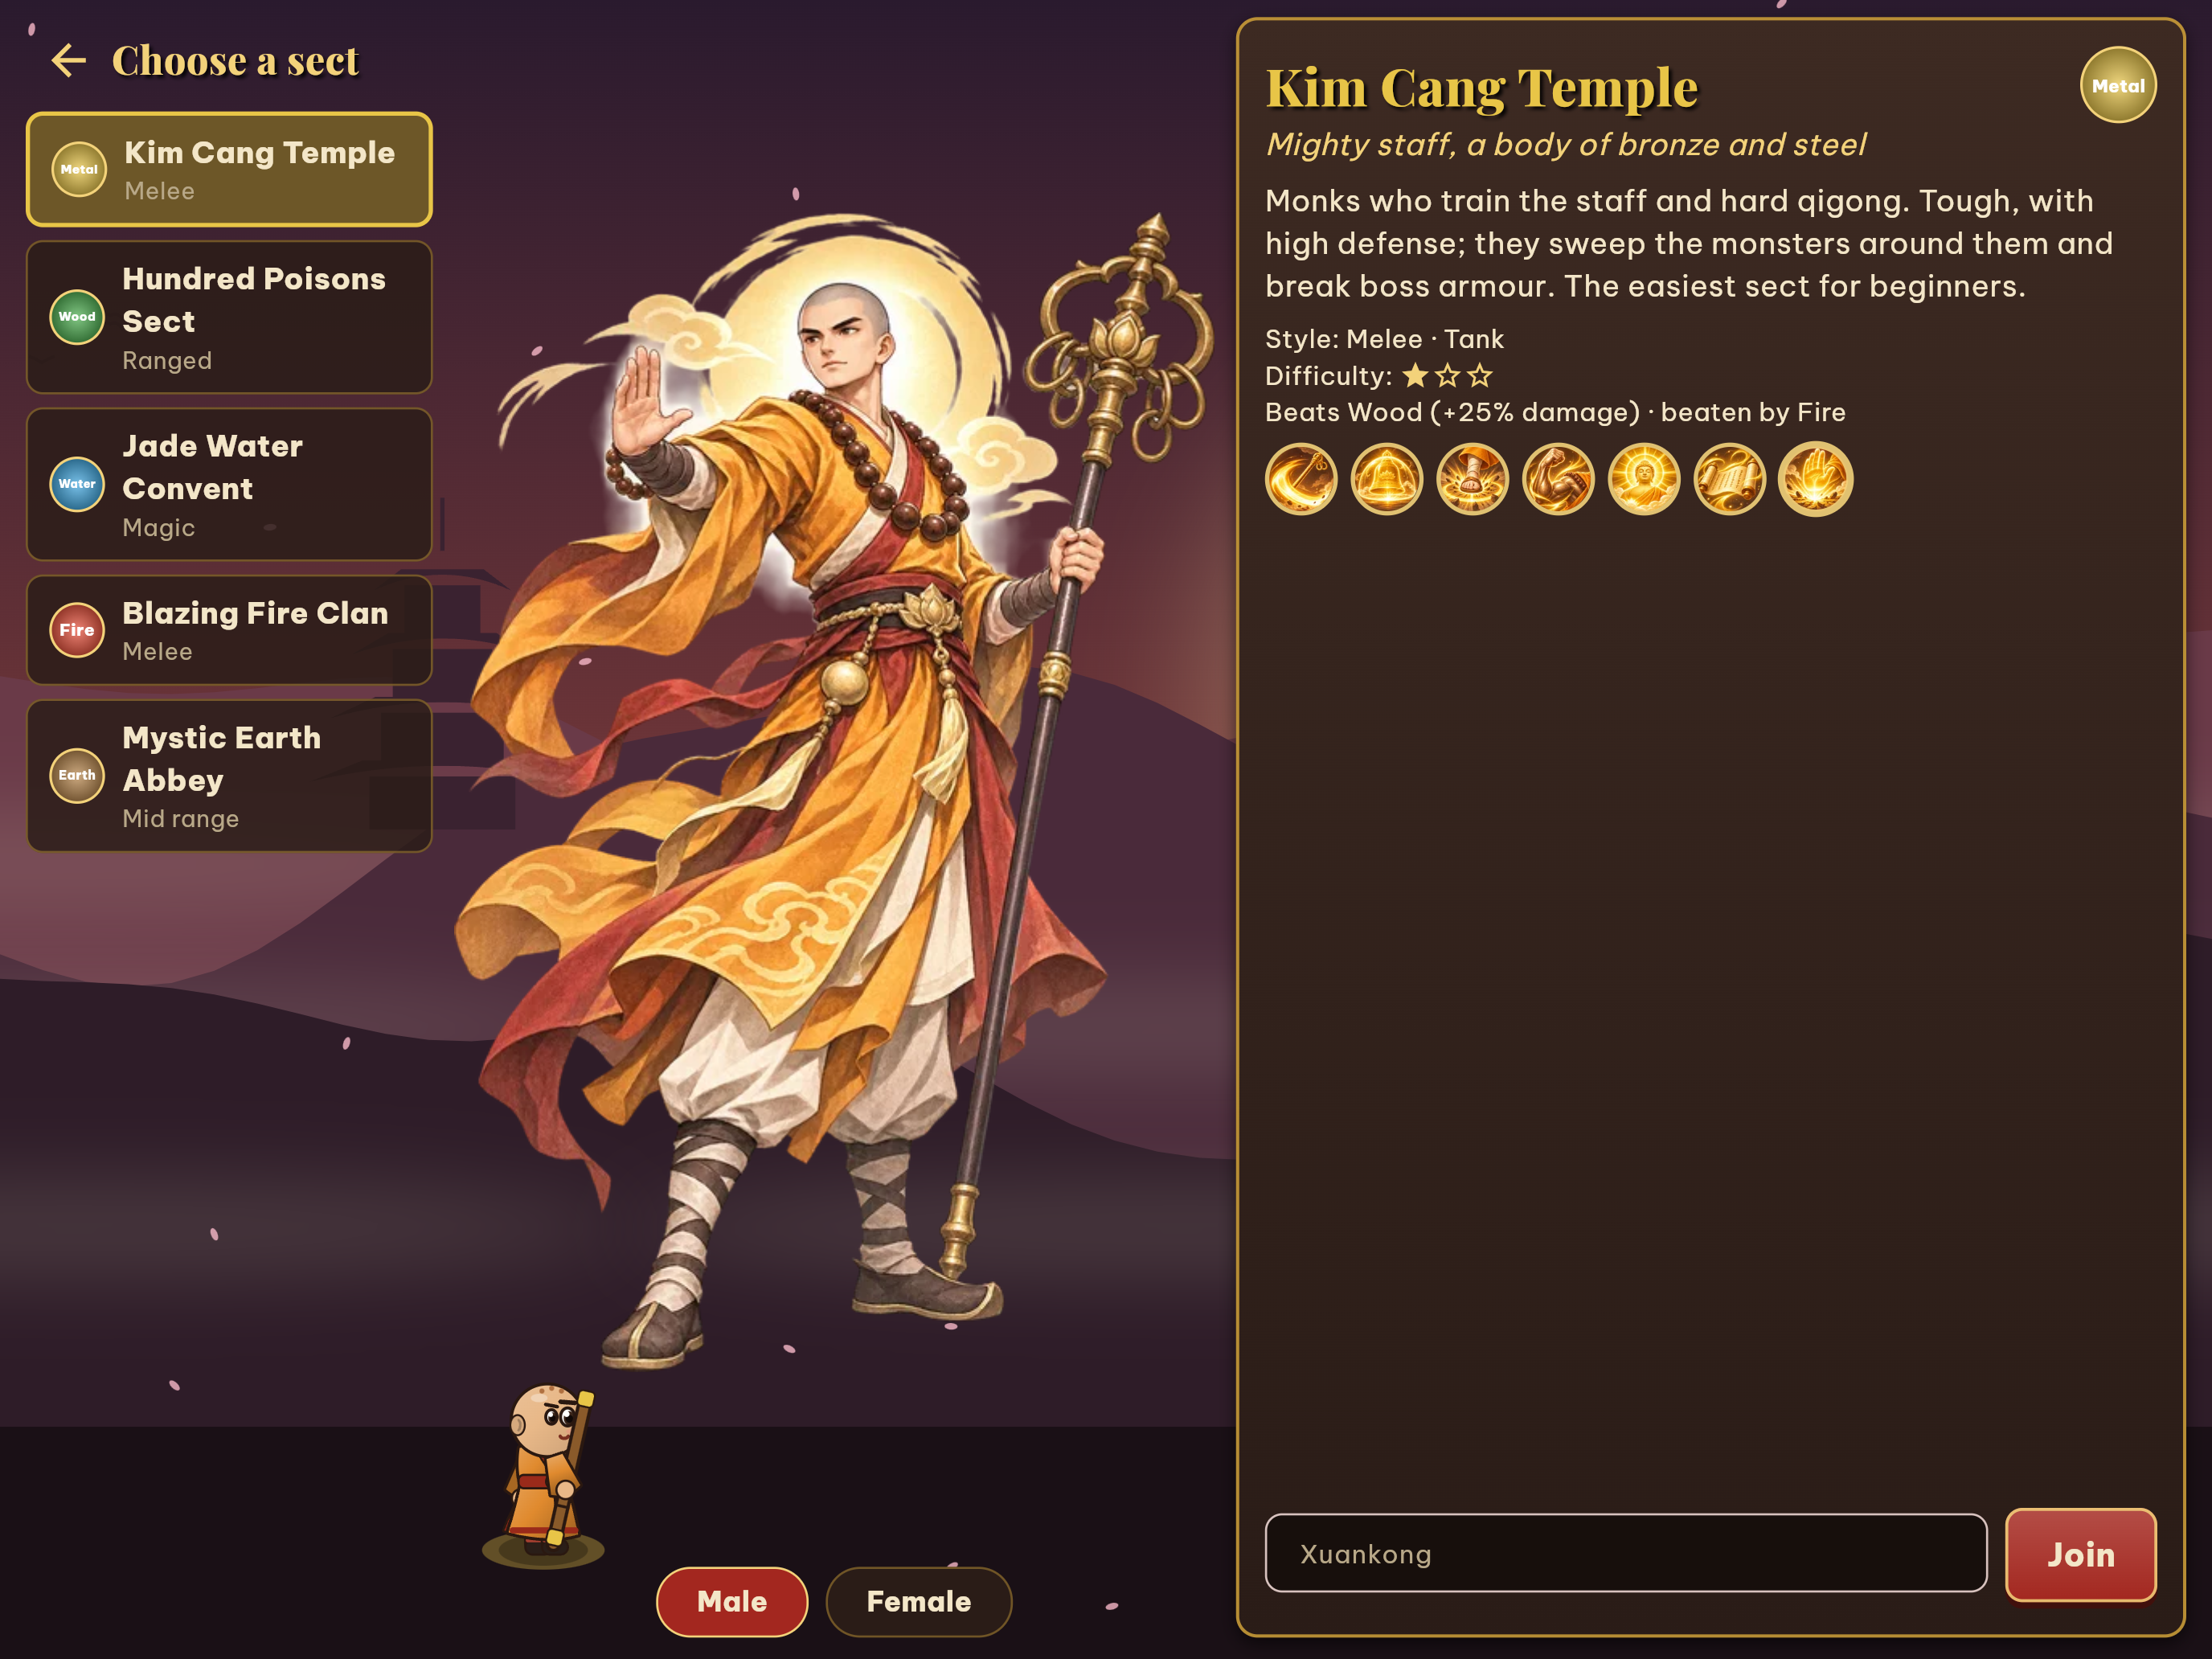 Choose a sect
Metal
Kim Cang Temple
Melee
Wood
Hundred Poisons
Sect
Ranged
Water
Jade Water
Convent
Magic
Fire
Blazing Fire Clan
Melee
Earth
Mystic Earth
Abbey
Mid range
Male
Female
Kim Cang Temple
Metal
Mighty staff, a body of bronze and steel
Monks who train the staff and hard qigong. Tough, with
high defense; they sweep the monsters around them and
break boss armour. The easiest sect for beginners.
Style: Melee · Tank
Difficulty: ★☆☆
Beats Wood (+25% damage) · beaten by Fire
Xuankong
Join